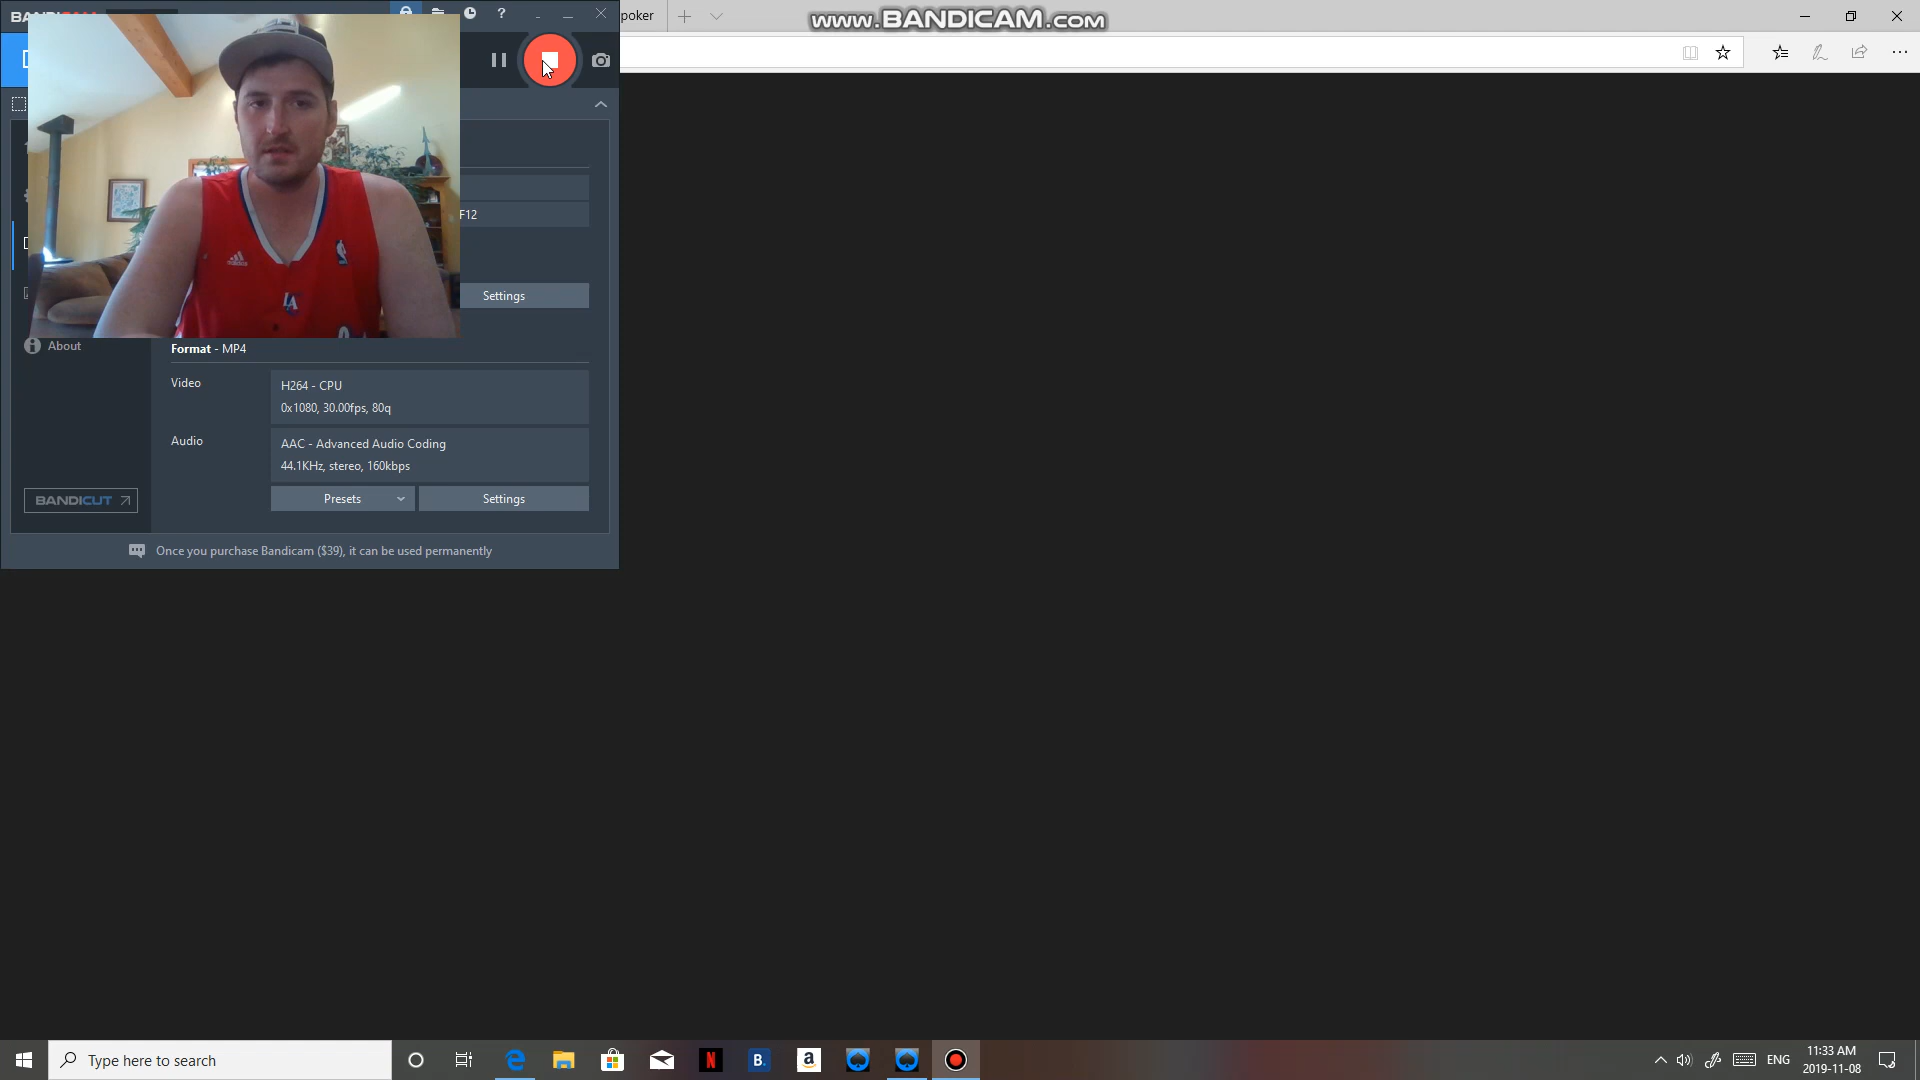 poker
www.BANDICAM.com
F12
Settings
About
Format - MP4
Video
H264 - CPU
0x1080, 30.00fps, 80q
Audio
AAC - Advanced Audio Coding
44.1KHz, stereo, 160kbps
Presets
Settings
BANDICUT
Once you purchase Bandicam ($39), it can be used permanently
adidas
LA
Type here to search
N
B.
a
ENG
11:33 AM
2019-11-08